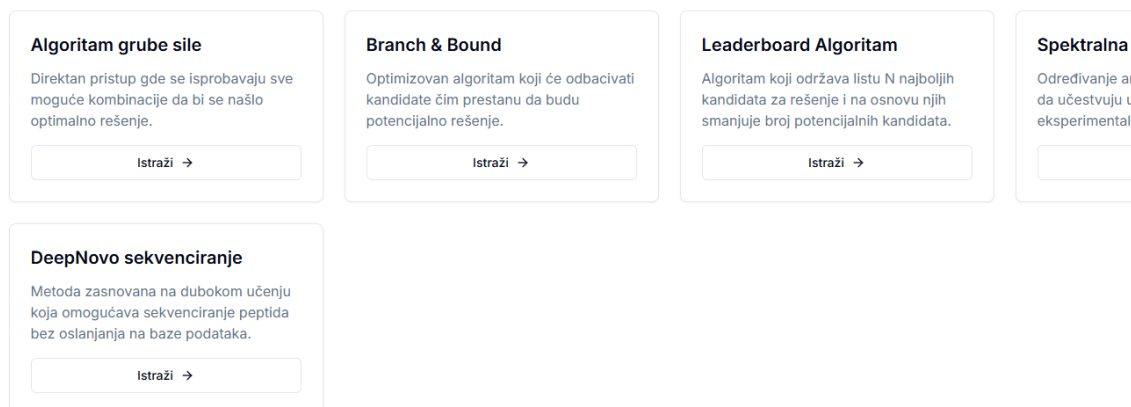 Algoritam grube sile
Direktan pristup gde se isprobavaju sve
moguće kombinacije da bi se našlo
optimalno rešenje.
Istraži →
Branch & Bound
Optimizovan algoritam koji će odbacivati
kandidate čim prestanu da budu
potencijalno rešenje.
Istraži →
Leaderboard Algoritam
Algoritam koji održava listu N najboljih
kandidata za rešenje i na osnovu njih
smanjuje broj potencijalnih kandidata.
Istraži →
Spektralna
Određivanje
da učestvuju
DeepNovo sekvenciranje
Metoda zasnovana na dubokom učenju
koja omogućava sekvenciranje peptida
bez oslanjanja na baze podataka.
Istraži →